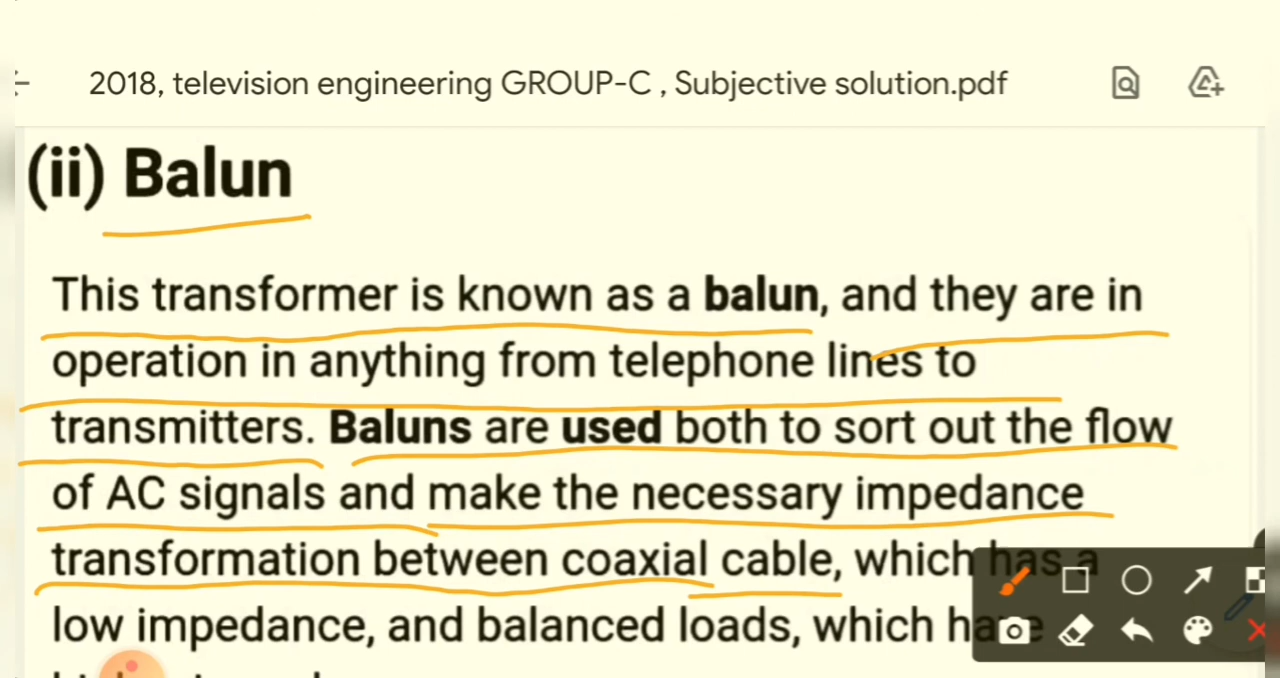 2018, television engineering GROUP-C , Subjective solution.pdf
(ii) Balun
This transformer is known as a balun, and they are in
operation in anything from telephone lines to
transmitters. Baluns are used both to sort out the flow
of AC signals and make the necessary impedance
transformation between coaxial cable, which has a
low impedance, and balanced loads, which have